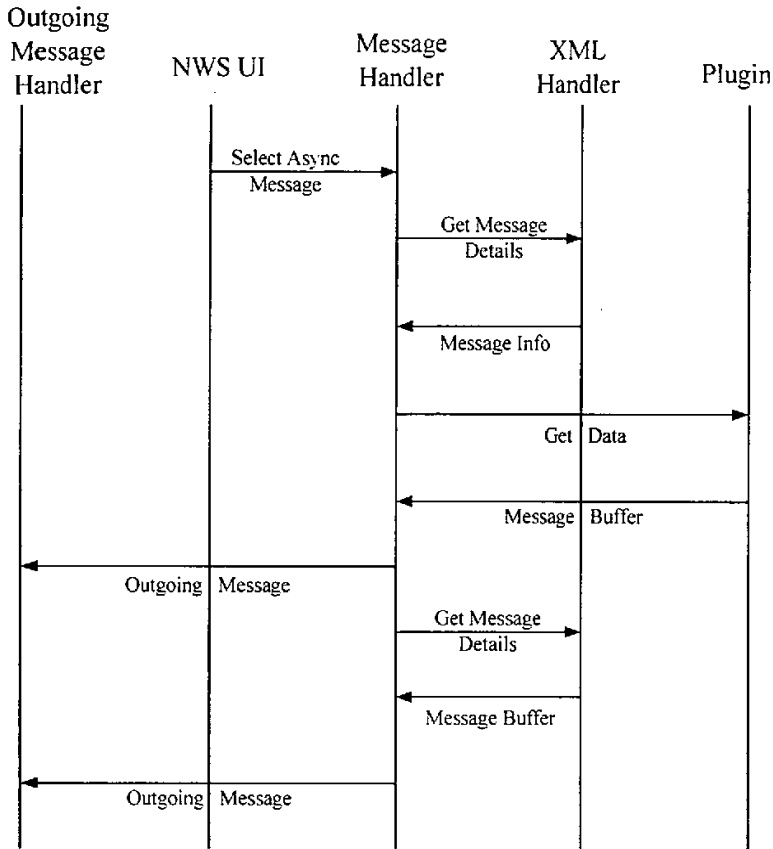 Outgoing
Message
Handler
NWS UI
Message
Handler
XML
Handler
Plugin
Select Async
Message
Get Message
Details
Message Info
Get Data
Message Buffer
Outgoing Message
Get Message
Details
Message Buffer
Outgoing Message